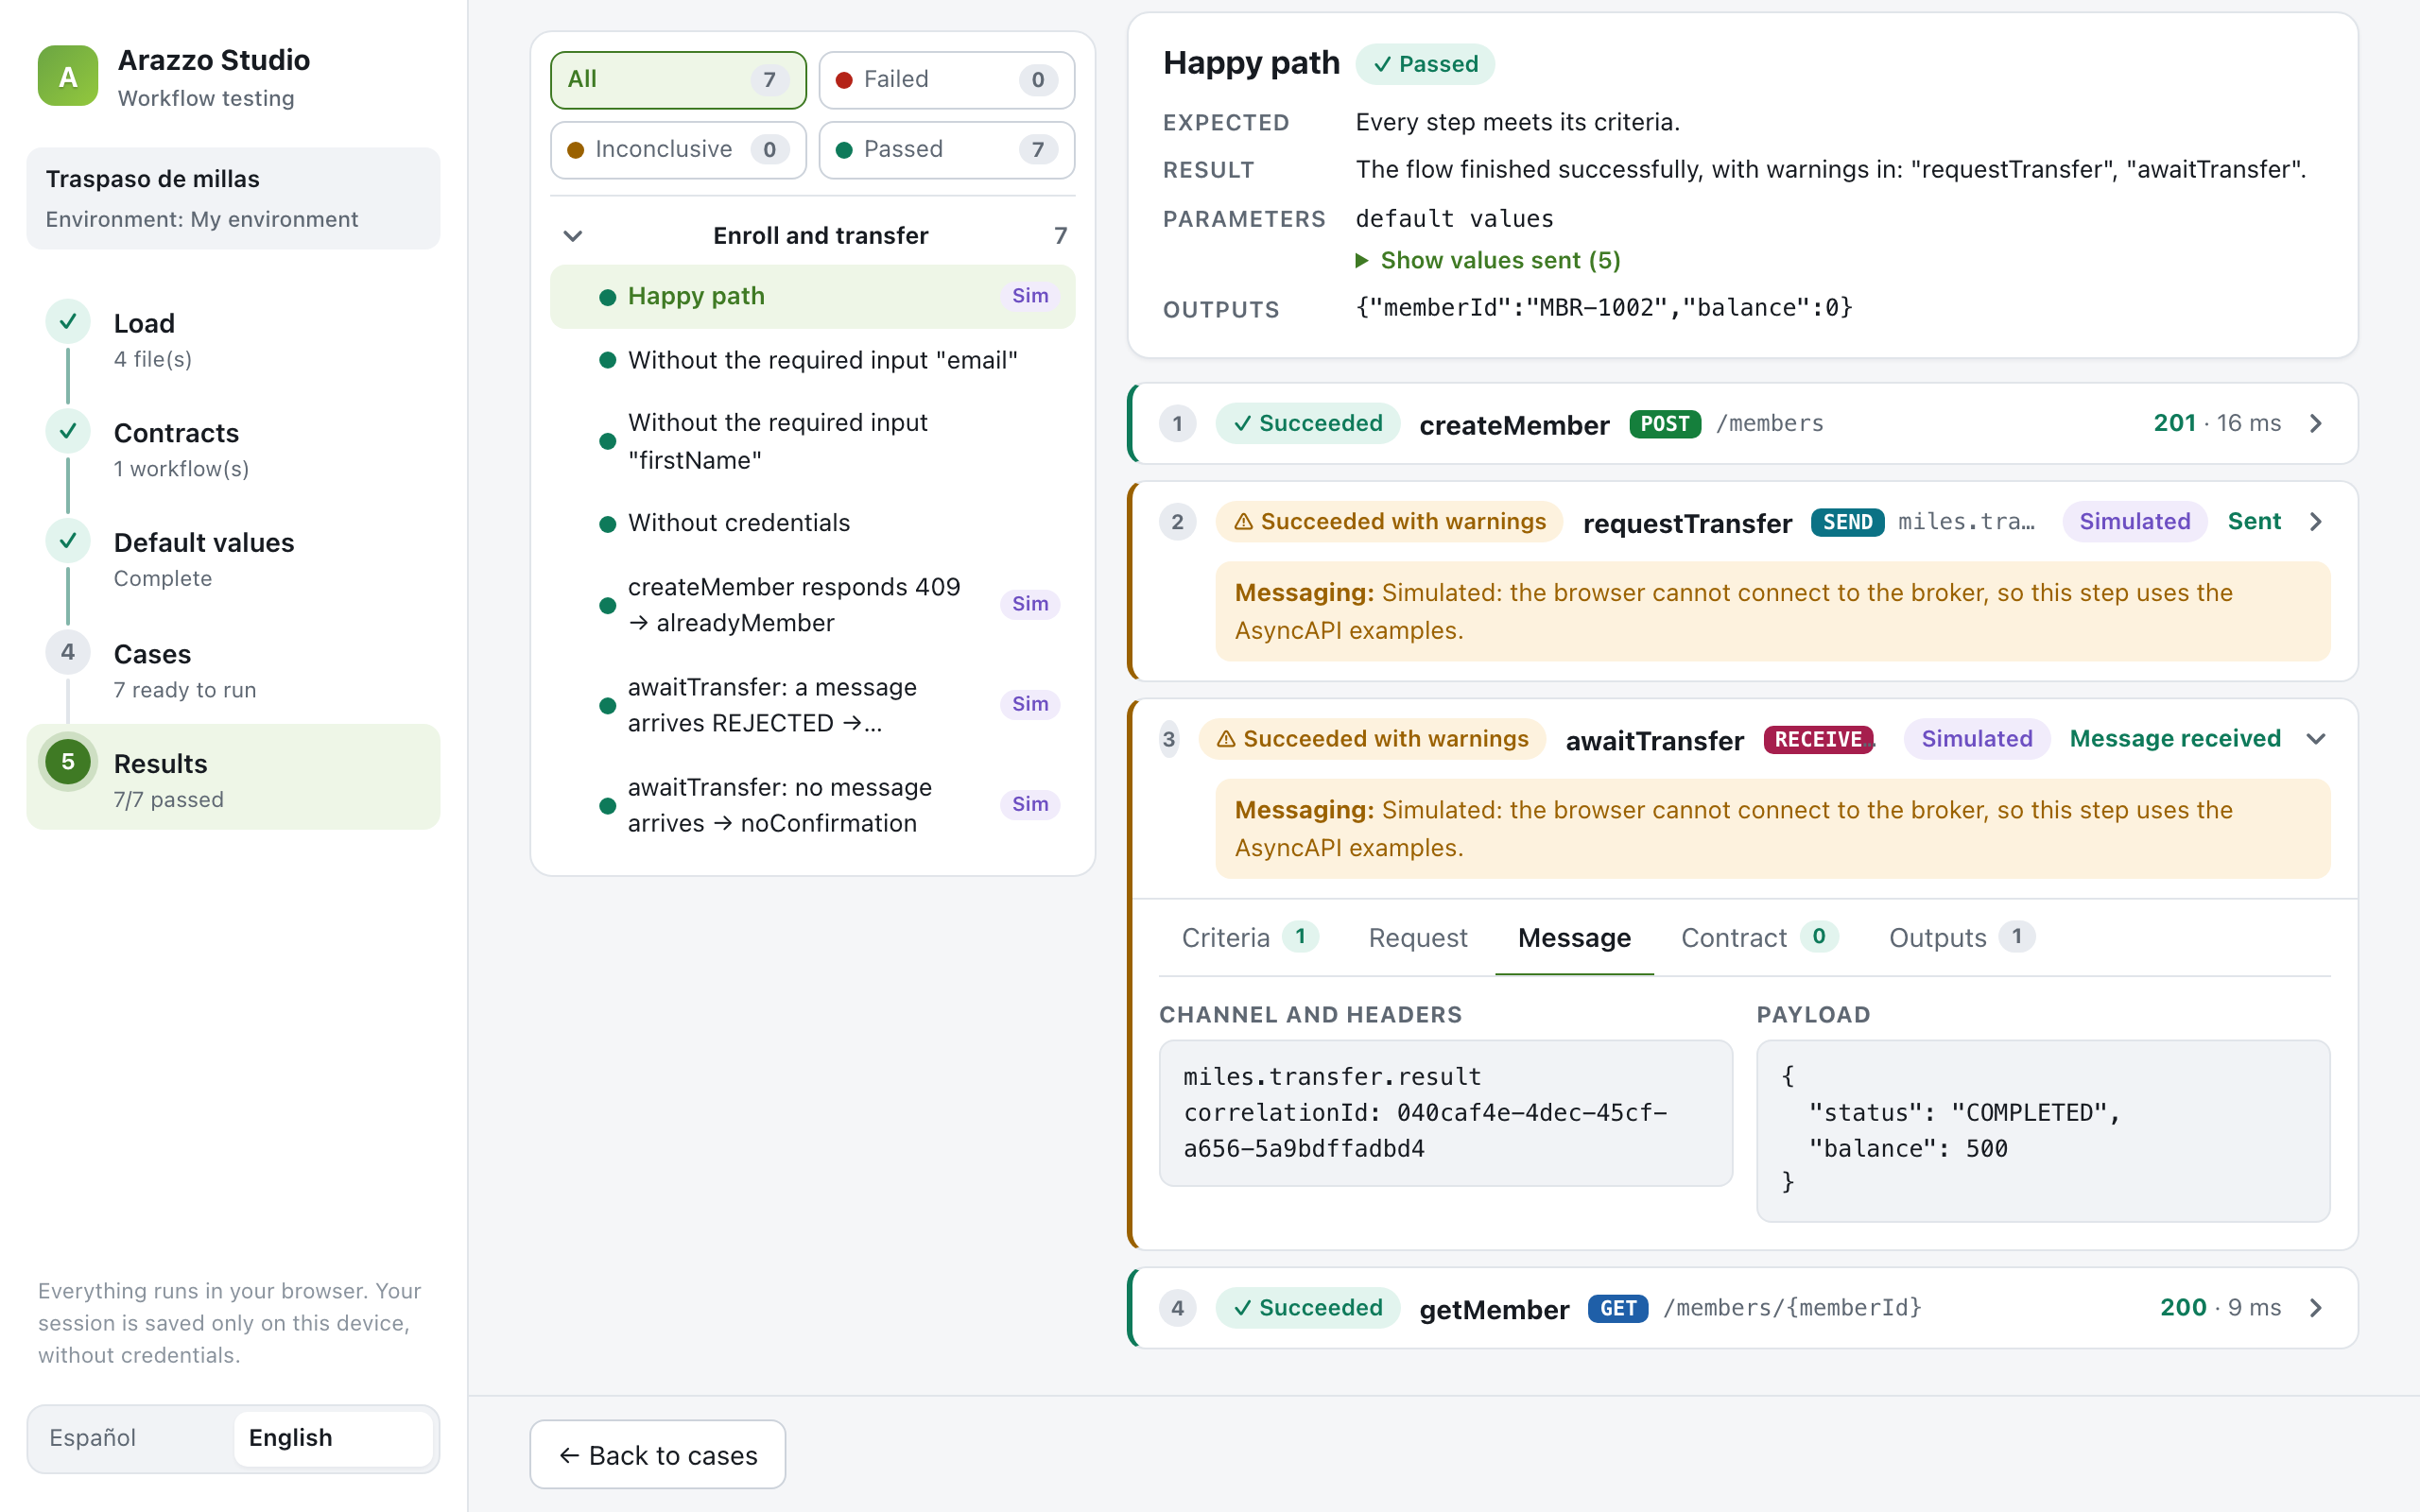 A
Arazzo Studio
Workflow testing
Traspaso de millas
Environment: My environment
Load
4 file(s)
Contracts
1 workflow(s)
Default values
Complete
4
Cases
7 ready to run
5
Results
7/7 passed
Everything runs in your browser. Your
session is saved only on this device,
without credentials.
Español
English
All 7
Failed 0
Inconclusive 0
Passed 7
Enroll and transfer 7
Happy path Sim
Without the required input "email"
Without the required input
"firstName"
Without credentials
createMember responds 409
→ alreadyMember
Sim
awaitTransfer: a message
arrives REJECTED →...
Sim
awaitTransfer: no message
arrives → noConfirmation
Sim
Happy path ✓ Passed
EXPECTED Every step meets its criteria.
RESULT The flow finished successfully, with warnings in: "requestTransfer", "awaitTransfer".
PARAMETERS default values
▶ Show values sent (5)
OUTPUTS {"memberId":"MBR-1002","balance":0}
1 ✓ Succeeded createMember POST /members 201 · 16 ms
2 ⚠ Succeeded with warnings requestTransfer SEND miles.tra… Simulated Sent
Messaging: Simulated: the browser cannot connect to the broker, so this step uses the
AsyncAPI examples.
3 ⚠ Succeeded with warnings awaitTransfer RECEIVE… Simulated Message received
Messaging: Simulated: the browser cannot connect to the broker, so this step uses the
AsyncAPI examples.
Criteria 1 Request Message Contract 0 Outputs 1
CHANNEL AND HEADERS
miles.transfer.result
correlationId: 040caf4e-4dec-45cf-
a656-5a9bdffadbd4
PAYLOAD
{
"status": "COMPLETED",
"balance": 500
}
4 ✓ Succeeded getMember GET /members/{memberId} 200 · 9 ms
← Back to cases